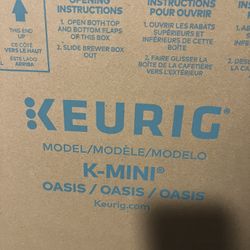 THIS END
UP
CE CÔTÉ
VERS LE HAUT
ESTE LADO
ARRIBA
OPENING
INSTRUCTIONS
1. OPEN BOTH TOP
AND BOTTOM FLAPS
OF THIS BOX
2. SLIDE BREWER BOX
OUT
INSTRUCTIONS
POUR OUVRIR
1. OUVRIR LES RABATS
SUPÉRIEURS ET
INFÉRIEURS DE CETTE
BOÎTE
2. FAIRE GLISSER LA
BOÎTE DE LA CAFETIÈRE
VERS L'EXTÉRIEUR
KEURIG®
MODEL/MODÈLE/MODELO
K-MINI®
OASIS / OASIS / OASIS
Keurig.com